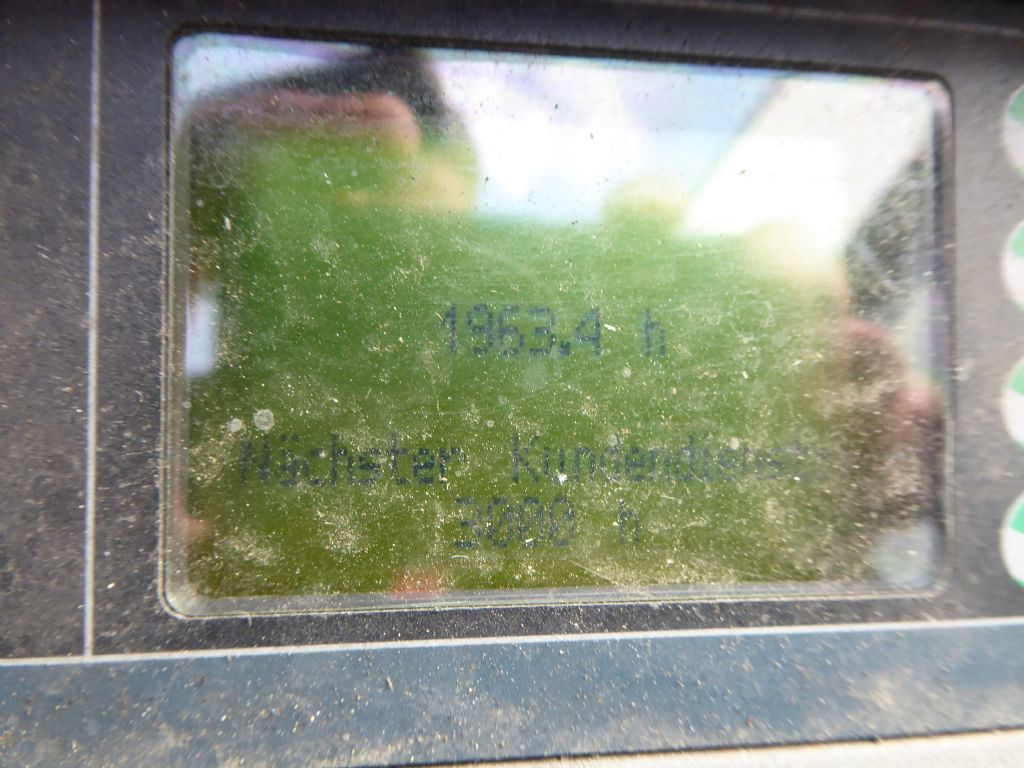 1963.4 h
Nächster Kundendienst
3000 h